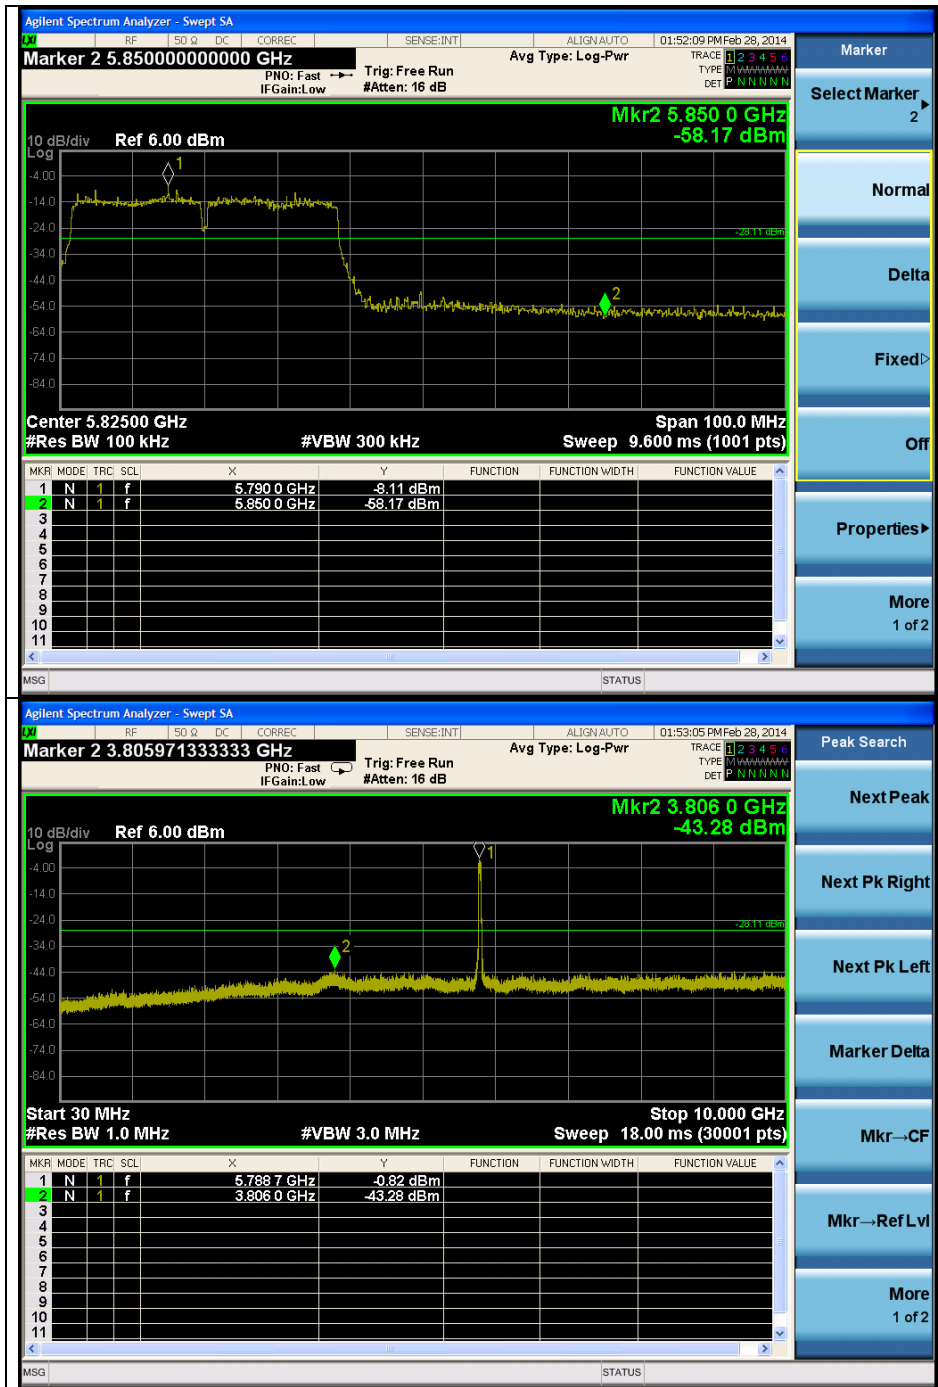 Agilent Spectrum Analyzer - Swept SA
LXI RF 50 Ω DC CORREC SENSE:INT ALIGN AUTO 01:52:09 PM Feb 28, 2014
Marker 2 5.850000000000 GHz
PNO: Fast
IFGain:Low
Trig: Free Run
#Atten: 16 dB
Avg Type: Log-Pwr
TRACE 1 2 3 4 5 6
TYPE M WWWWW
DET P N N N N N
Mkr2 5.850 0 GHz
-58.17 dBm
10 dB/div Ref 6.00 dBm
Log
1
-4.00
-14.0
-24.0
-28.11 dBm
-34.0
-44.0
2
-54.0
-64.0
-74.0
-84.0
Center 5.82500 GHz Span 100.0 MHz
#Res BW 100 kHz #VBW 300 kHz Sweep 9.600 ms (1001 pts)
MKR MODE TRC SCL X Y FUNCTION FUNCTION WIDTH FUNCTION VALUE
1 N 1 f 5.790 0 GHz -8.11 dBm
2 N 1 f 5.850 0 GHz -58.17 dBm
3
4
5
6
7
8
9
10
11
MSG STATUS
Marker
Select Marker
2
Normal
Delta
Fixed
Off
Properties
More
1 of 2
Agilent Spectrum Analyzer - Swept SA
LXI RF 50 Ω DC CORREC SENSE:INT ALIGN AUTO 01:53:05 PM Feb 28, 2014
Marker 2 3.805971333333 GHz
PNO: Fast
IFGain:Low
Trig: Free Run
#Atten: 16 dB
Avg Type: Log-Pwr
TRACE 1 2 3 4 5 6
TYPE M WWWWW
DET P N N N N N
Mkr2 3.806 0 GHz
-43.28 dBm
10 dB/div Ref 6.00 dBm
Log
1
-4.00
-14.0
-24.0
-28.11 dBm
-34.0
2
-44.0
-54.0
-64.0
-74.0
-84.0
Start 30 MHz Stop 10.000 GHz
#Res BW 1.0 MHz #VBW 3.0 MHz Sweep 18.00 ms (30001 pts)
MKR MODE TRC SCL X Y FUNCTION FUNCTION WIDTH FUNCTION VALUE
1 N 1 f 5.788 7 GHz -0.82 dBm
2 N 1 f 3.806 0 GHz -43.28 dBm
3
4
5
6
7
8
9
10
11
MSG STATUS
Peak Search
Next Peak
Next Pk Right
Next Pk Left
Marker Delta
Mkr→CF
Mkr→Ref Lvl
More
1 of 2